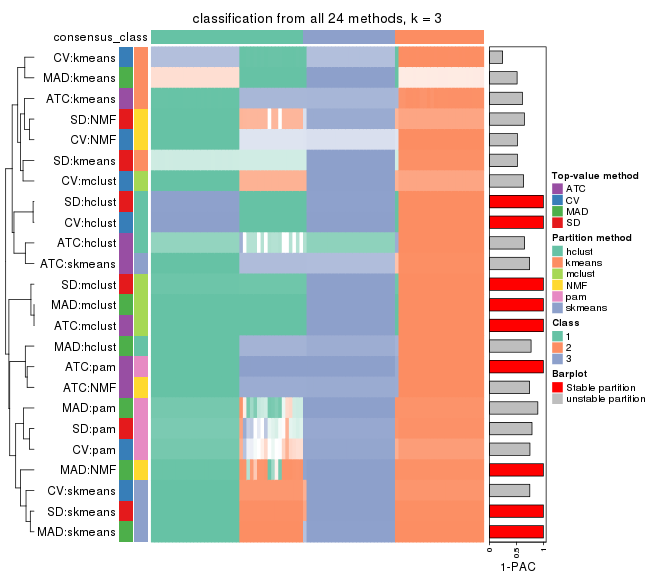 classification from all 24 methods, k = 3
consensus_class
CV:kmeans
MAD:kmeans
ATC:kmeans
SD:NMF
CV:NMF
SD:kmeans
CV:mclust
SD:hclust
CV:hclust
ATC:hclust
ATC:skmeans
SD:mclust
MAD:mclust
ATC:mclust
MAD:hclust
ATC:pam
ATC:NMF
MAD:pam
SD:pam
CV:pam
MAD:NMF
CV:skmeans
SD:skmeans
MAD:skmeans
0
0.5
1
1-PAC
Top-value method
ATC
CV
MAD
SD
Partition method
hclust
kmeans
mclust
NMF
pam
skmeans
Class
1
2
3
Barplot
Stable partition
unstable partition